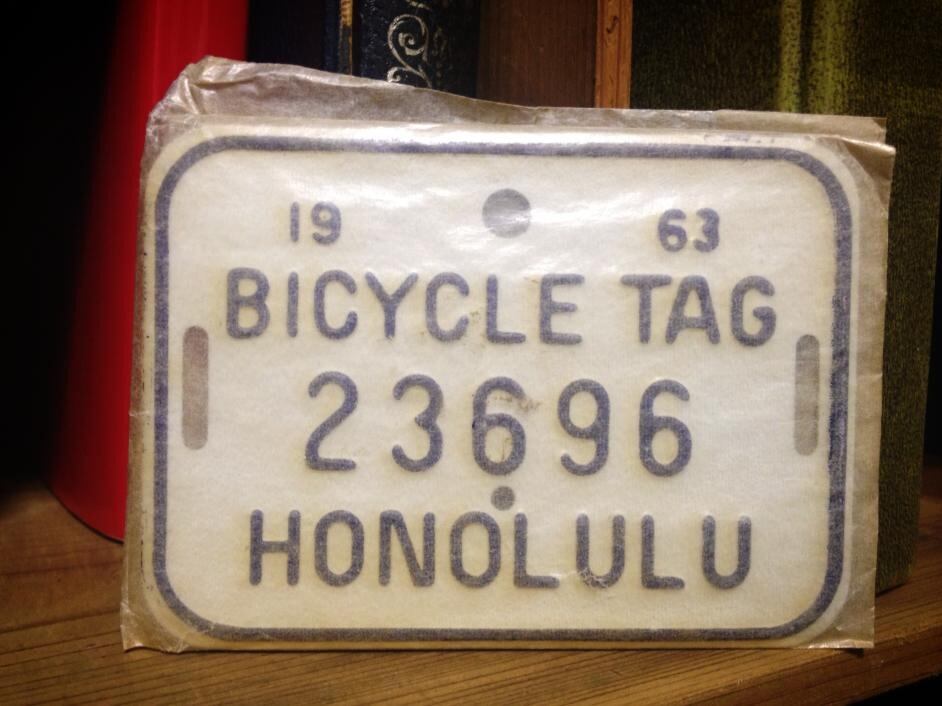 19 63
BICYCLE TAG
23696
HONOLULU